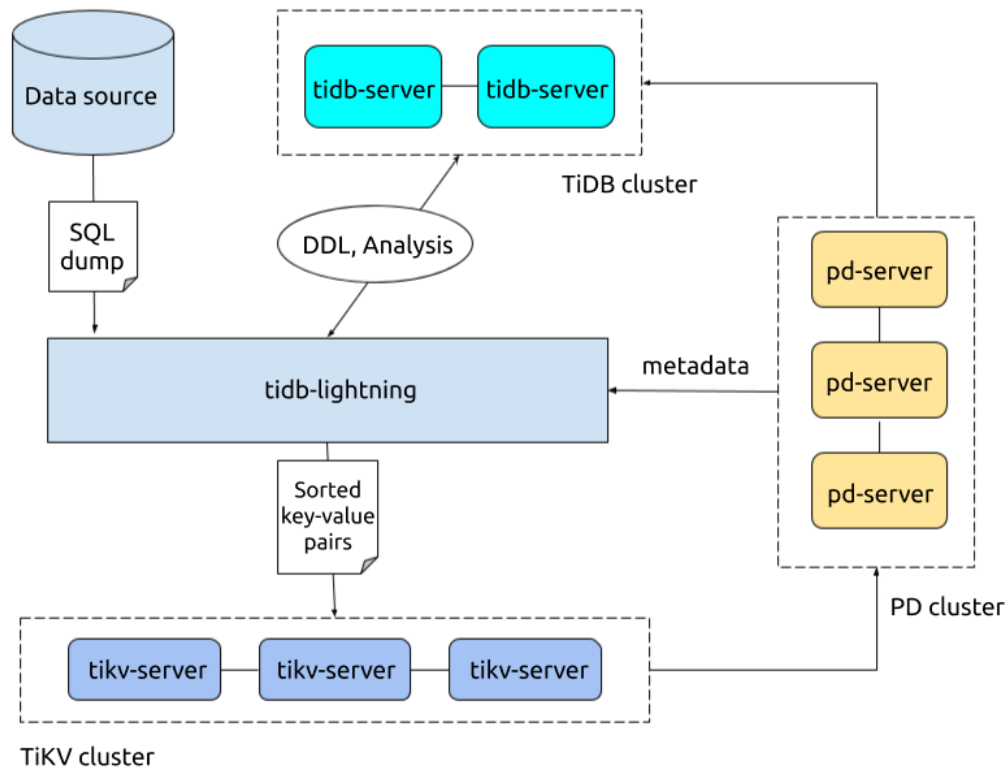 Data source
tidb-server
tidb-server
TiDB cluster
SQL
dump
DDL, Analysis
pd-server
pd-server
pd-server
metadata
tidb-lightning
Sorted
key-value
pairs
PD cluster
tikv-server
tikv-server
tikv-server
TiKV cluster